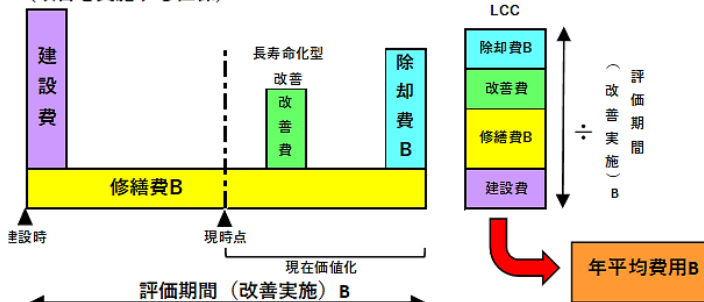 LCC
建設費
長寿命化型
改善
改善費
除却費B
修繕費B
建設時
現時点
現在価値化
評価期間（改善実施）B
除却費B
改善費
修繕費B
建設費
÷
評価期間
（改善実施）B
年平均費用B